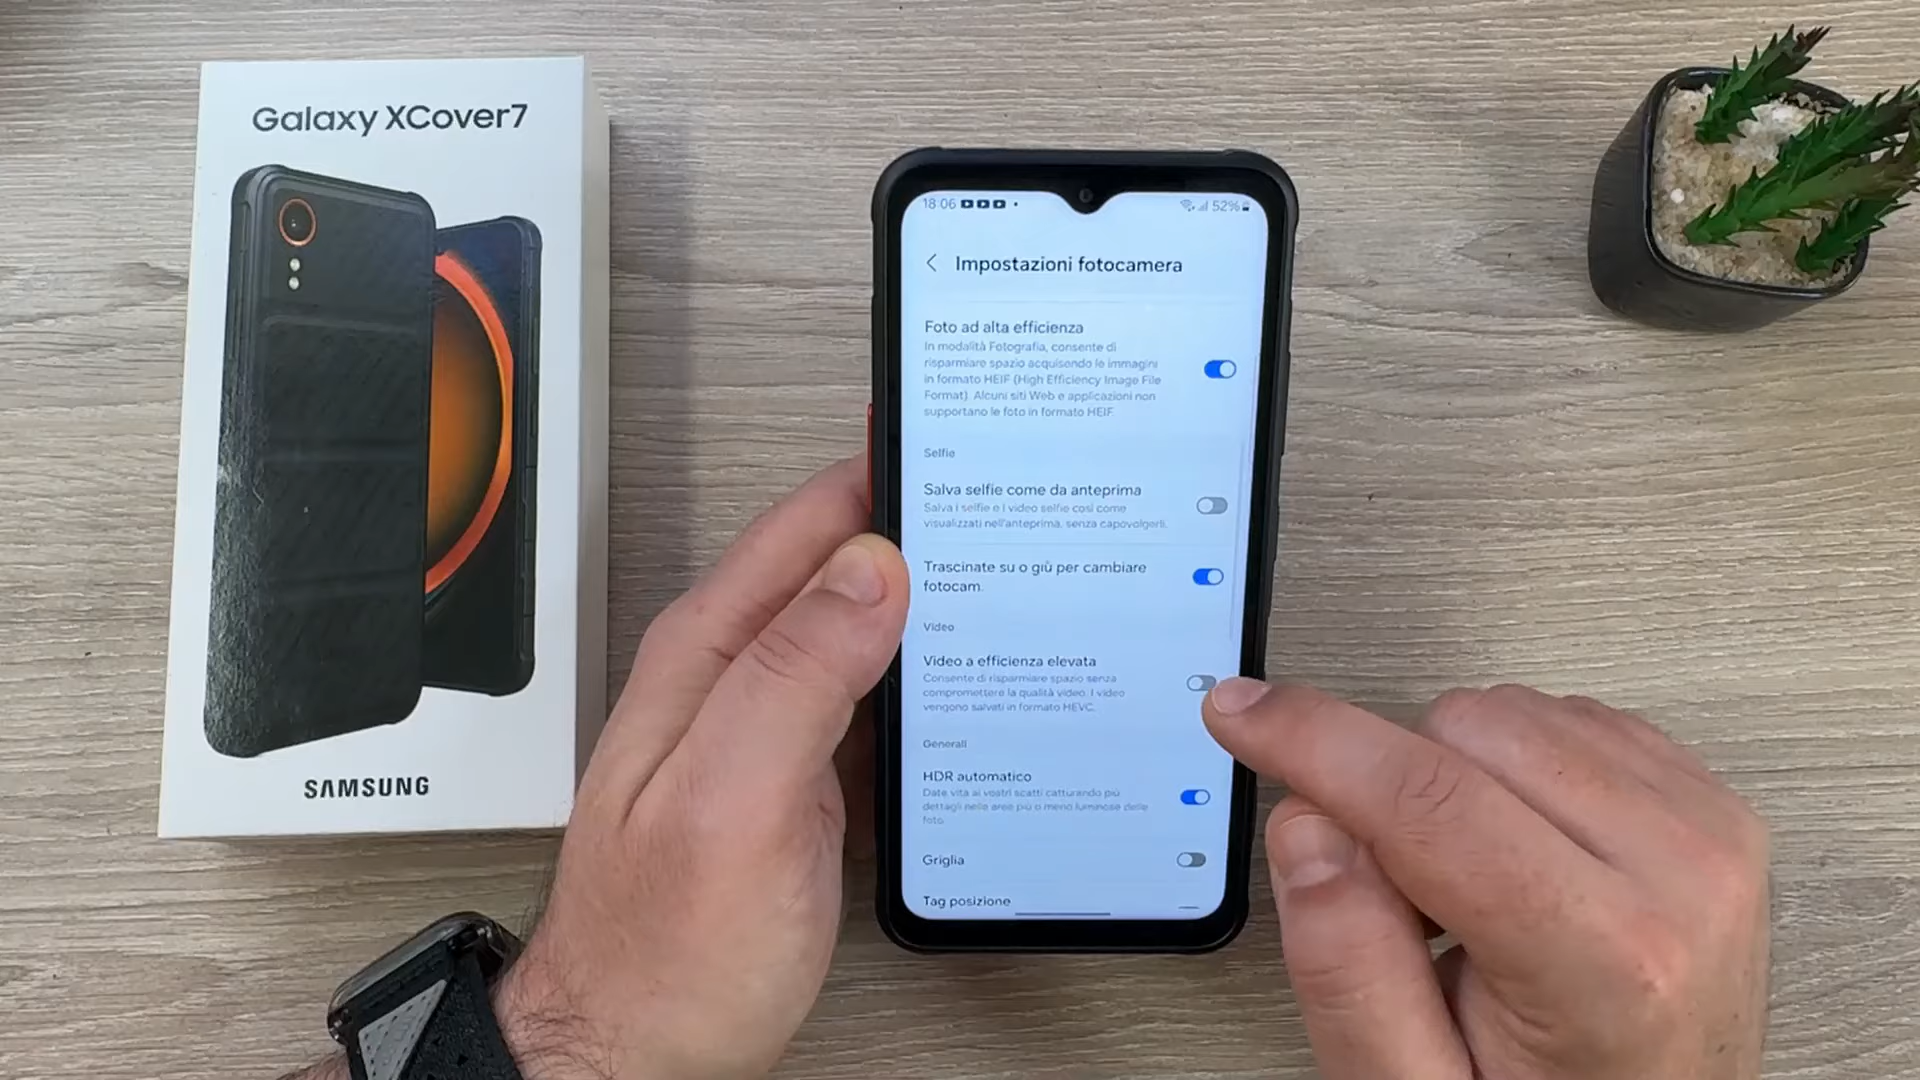 Galaxy XCover7
SAMSUNG
18:06
52%
Impostazioni fotocamera
Foto ad alta efficienza
In modalità Fotografia, consente di
risparmiare spazio acquisendo le immagini
in formato HEIF (High Efficiency Image File
Format). Alcuni siti Web e applicazioni non
supportano le foto in formato HEIF.
Selfie
Salva selfie come da anteprima
Salva i selfie e i video selfie così come
visualizzati nell'anteprima, senza capovolgerli.
Trascinate su o giù per cambiare
fotocam.
Video
Video a efficienza elevata
Consente di risparmiare spazio senza
compromettere la qualità video. I video
vengono salvati in formato HEVC.
Generali
HDR automatico
Date vita ai vostri scatti catturando più
dettagli nelle aree più o meno luminose delle
foto.
Griglia
Tag posizione